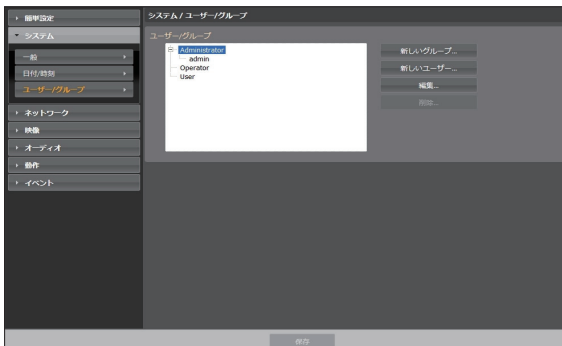 簡単設定
システム
一般
日付/時刻
ユーザー/グループ
ネットワーク
映像
オーディオ
動作
イベント
システム / ユーザー/グループ
ユーザー/グループ
Administrator
admin
Operator
User
新しいグループ...
新しいユーザー...
編集...
削除...
保存